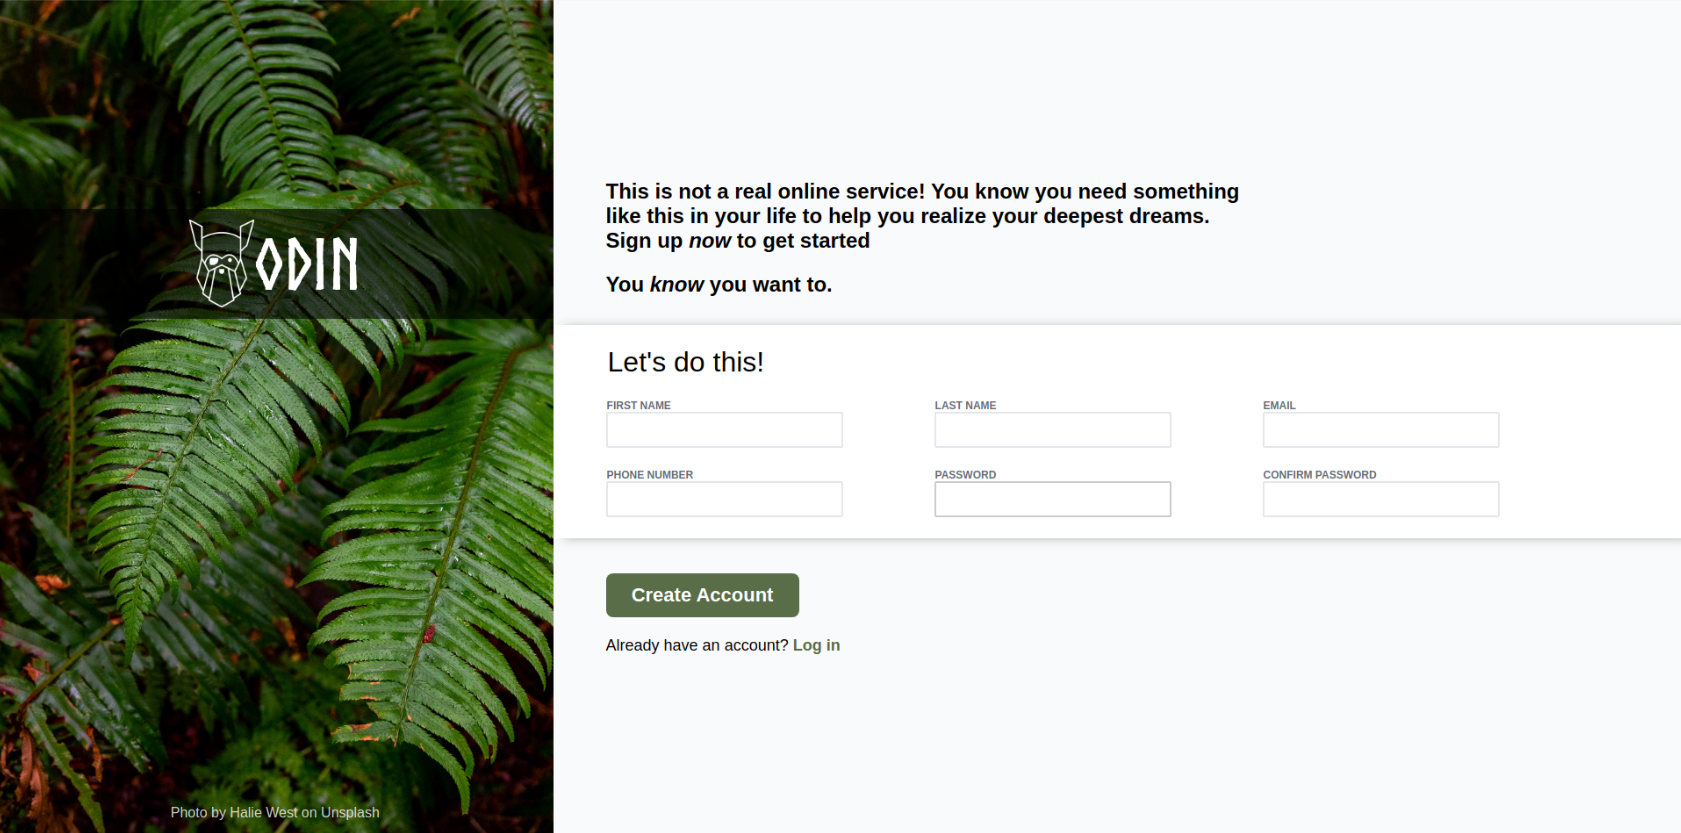 ODIN
Photo by Halie West on Unsplash
This is not a real online service! You know you need something
like this in your life to help you realize your deepest dreams.
Sign up now to get started
You know you want to.
Let's do this!
FIRST NAME
LAST NAME
EMAIL
PHONE NUMBER
PASSWORD
CONFIRM PASSWORD
Create Account
Already have an account? Log in